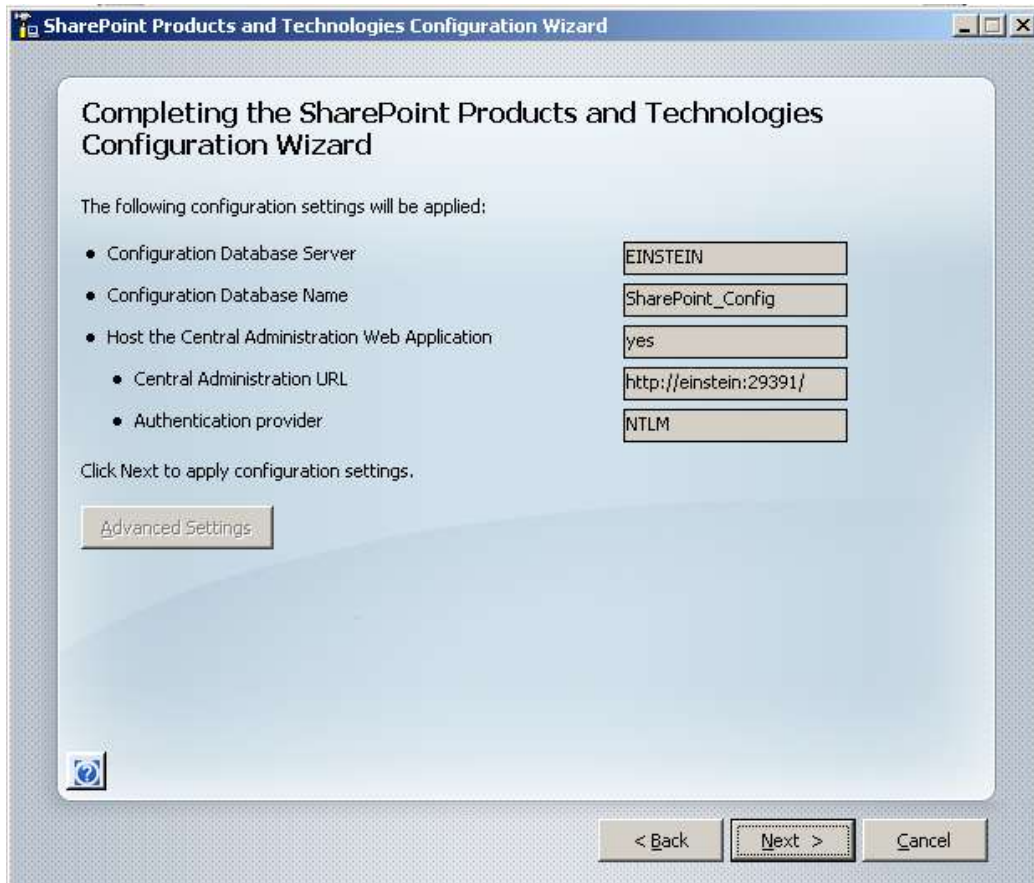 SharePoint Products and Technologies Configuration Wizard
Completing the SharePoint Products and Technologies
Configuration Wizard
The following configuration settings will be applied:
Configuration Database Server
EINSTEIN
Configuration Database Name
SharePoint_Config
Host the Central Administration Web Application
yes
Central Administration URL
http://einstein:29391/
Authentication provider
NTLM
Click Next to apply configuration settings.
Advanced Settings
< Back
Next >
Cancel